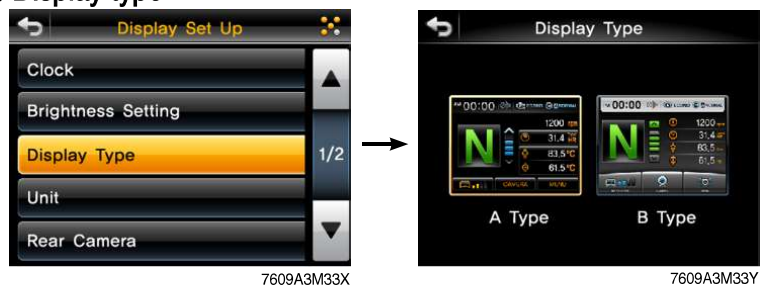 Display type
Display Set Up
Clock
Brightness Setting
Display Type
1/2
Unit
Rear Camera
7609A3M33X
Display Type
00:00
1200
31.4
83.5°C
61.5°C
N
CAMERA
MENU
A Type
00:00
1200
31.4
83.5
61.5
N
B Type
7609A3M33Y